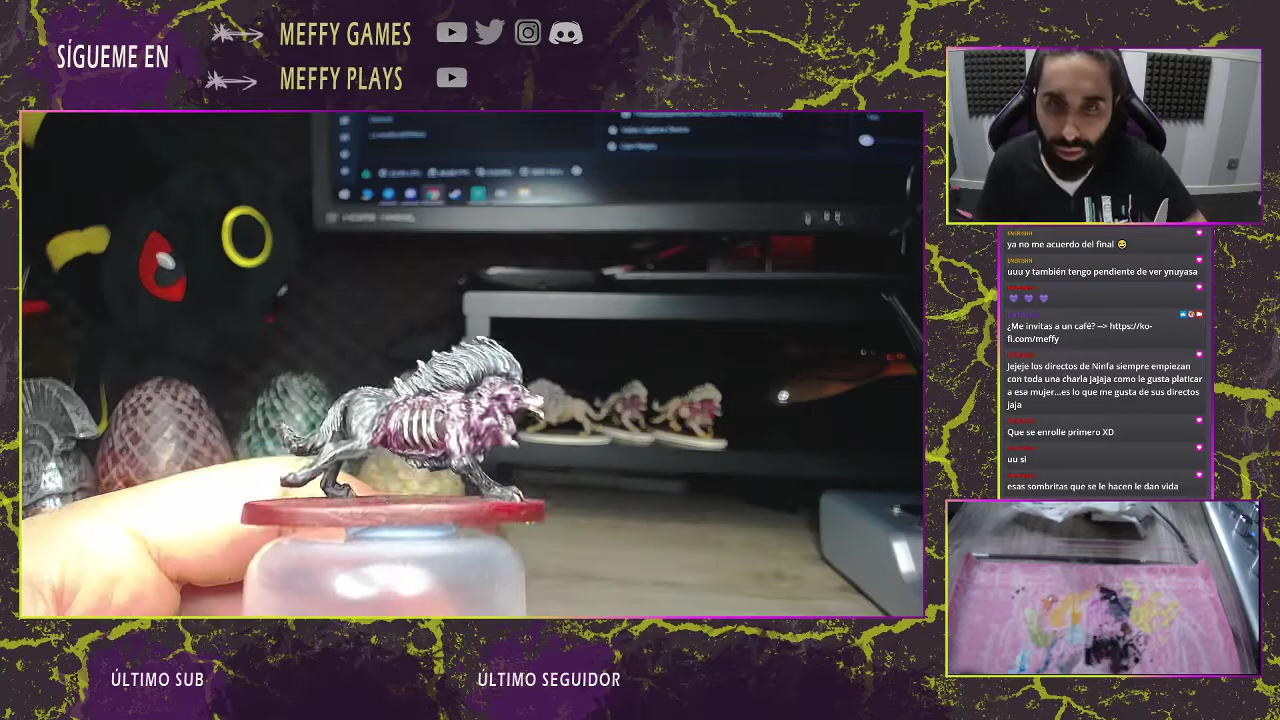 SÍGUEME EN
MEFFY GAMES
MEFFY PLAYS
ENERISHH
ya no me acuerdo del final
ENERISHH
uuu y también tengo pendiente de ver ynuyasa
¿Me invitas a un café? --> https://ko-
fi.com/meffy
Jejeje los directos de Ninfa siempre empiezan
con toda una charla jajaja como le gusta platicar
a esa mujer...es lo que me gusta de sus directos
jaja
Que se enrolle primero XD
uu si
esas sombritas que se le hacen le dan vida
ÚLTIMO SUB
ÚLTIMO SEGUIDOR